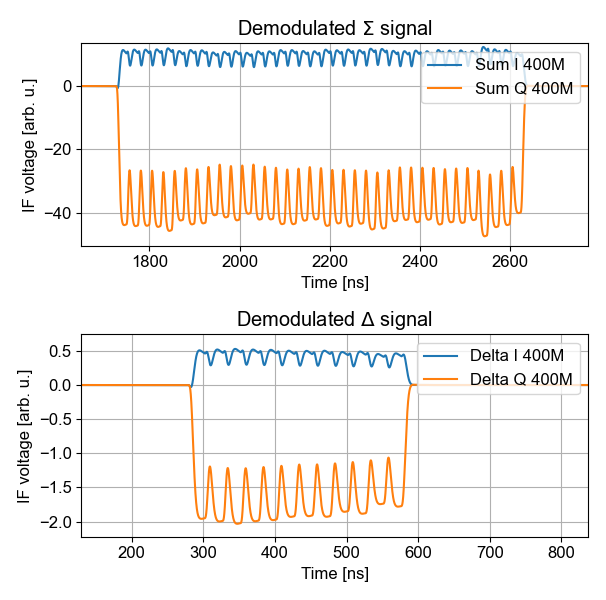 Demodulated Σ signal
IF voltage [arb. u.]
0
−20
−40
Sum I 400M
Sum Q 400M
1800 2000 2200 2400 2600
Time [ns]
Demodulated Δ signal
IF voltage [arb. u.]
0.5
0.0
−0.5
−1.0
−1.5
−2.0
Delta I 400M
Delta Q 400M
200 300 400 500 600 700 800
Time [ns]